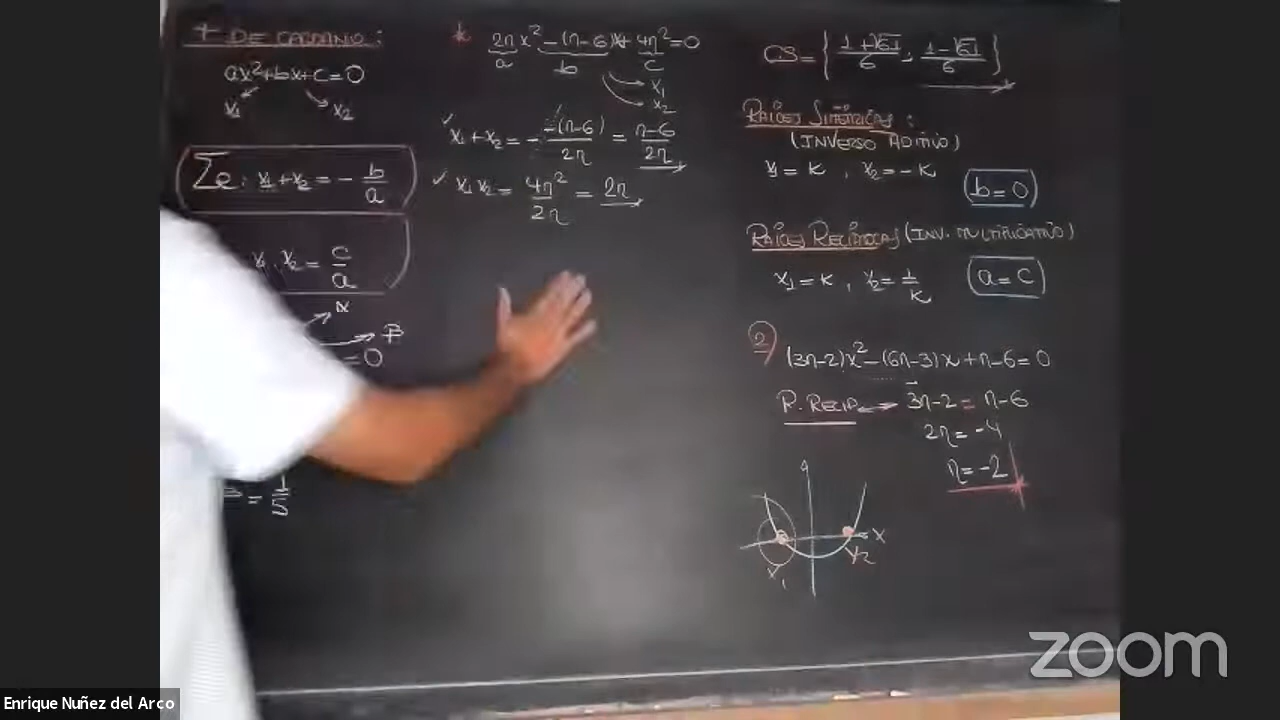 T DE CARDANO:
ax²+bx+c=0
x₁ x₂
Σe: x₁+x₂ = - b/a
x₁ . x₂ = c/a
α
β
=0
= 1/5
* 2n x² -(n-6)x + 4n² = 0
a b c
x₁
x₂
✓ x₁+x₂ = - -(n-6)/2n = n-6/2n
✓ x₁ x₂ = 4n²/2n = 2n
CS = { 1+√61/6 , 1-√61/6 }
RAÍCES SIMÉTRICAS :
(INVERSO ADITIVO)
x₁ = K , x₂ = -K b=0
RAÍCES RECÍPROCAS (INV. MULTIPLICATIVO)
x₁ = K , x₂ = 1/K a=c
2) (3n-2)x² -(6n-3)x + n-6 = 0
R. RECIP ↔ 3n-2 = n-6
2n = -4
n = -2
X
x₁ x₂
zoom
Enrique Nuñez del Arco